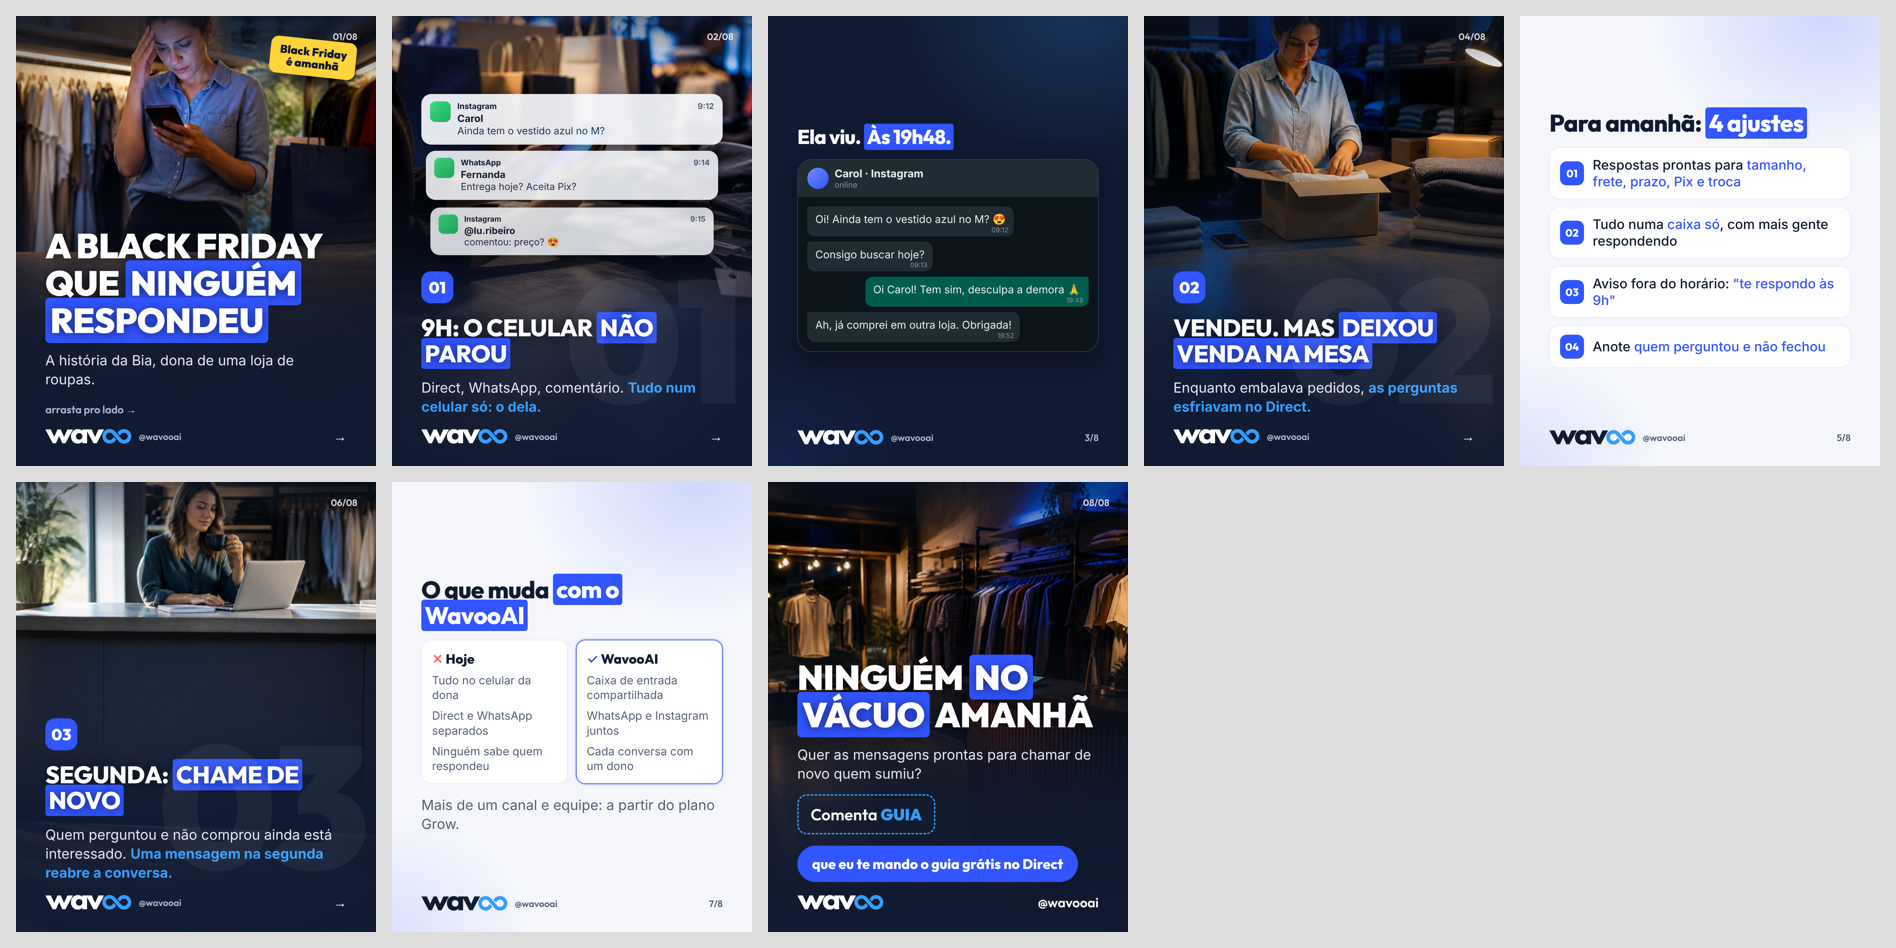 01/08
Black Friday
é amanhã
A BLACK FRIDAY
QUE NINGUÉM
RESPONDEU
A história da Bia, dona de uma loja de
roupas.
arrasta pro lado →
wavoo @wavooai →
02/08
Instagram 9:12
Carol
Ainda tem o vestido azul no M?
WhatsApp 9:14
Fernanda
Entrega hoje? Aceita Pix?
Instagram 9:15
@lu.ribeiro
comentou: preço? 😍
01
01
9H: O CELULAR NÃO
PAROU
Direct, WhatsApp, comentário. Tudo num
celular só: o dela.
wavoo @wavooai →
Ela viu. Às 19h48.
Carol · Instagram
online
Oi! Ainda tem o vestido azul no M? 😍
09:12
Consigo buscar hoje?
09:13
Oi Carol! Tem sim, desculpa a demora 🙏
19:48
Ah, já comprei em outra loja. Obrigada!
19:52
wavoo @wavooai 3/8
04/08
02
02
VENDEU. MAS DEIXOU
VENDA NA MESA
Enquanto embalava pedidos, as perguntas
esfriavam no Direct.
wavoo @wavooai →
Para amanhã: 4 ajustes
01 Respostas prontas para tamanho,
frete, prazo, Pix e troca
02 Tudo numa caixa só, com mais gente
respondendo
03 Aviso fora do horário: "te respondo às
9h"
04 Anote quem perguntou e não fechou
wavoo @wavooai 5/8
06/08
03
03
SEGUNDA: CHAME DE
NOVO
Quem perguntou e não comprou ainda está
interessado. Uma mensagem na segunda
reabre a conversa.
wavoo @wavooai →
O que muda com o
WavooAI
✕ Hoje
Tudo no celular da
dona
Direct e WhatsApp
separados
Ninguém sabe quem
respondeu
✓ WavooAI
Caixa de entrada
compartilhada
WhatsApp e Instagram
juntos
Cada conversa com
um dono
Mais de um canal e equipe: a partir do plano
Grow.
wavoo @wavooai 7/8
08/08
NINGUÉM NO
VÁCUO AMANHÃ
Quer as mensagens prontas para chamar de
novo quem sumiu?
Comenta GUIA
que eu te mando o guia grátis no Direct
wavoo @wavooai